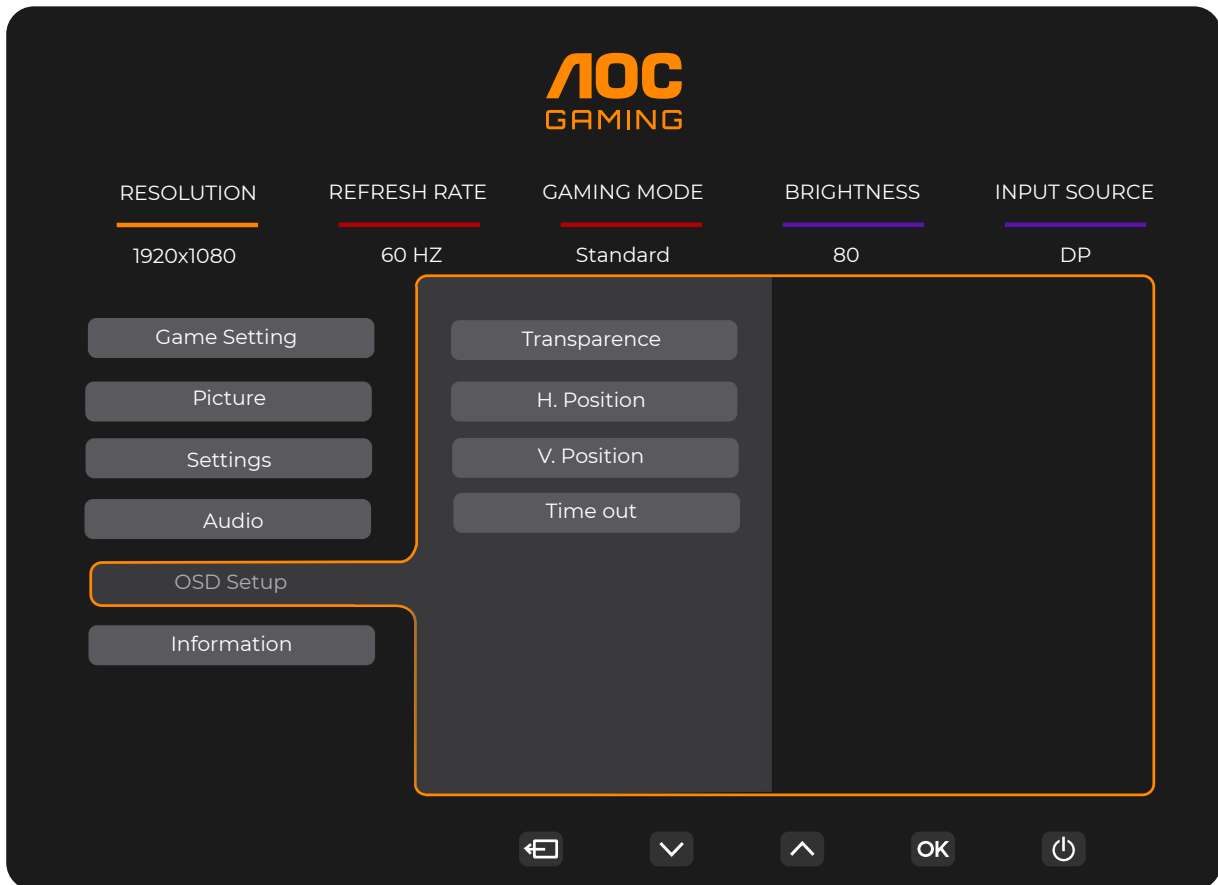 AOC
GAMING
RESOLUTION REFRESH RATE GAMING MODE BRIGHTNESS INPUT SOURCE
1920x1080 60 HZ Standard 80 DP
Game Setting
Picture
Settings
Audio
OSD Setup
Information
Transparence
H. Position
V. Position
Time out
OK